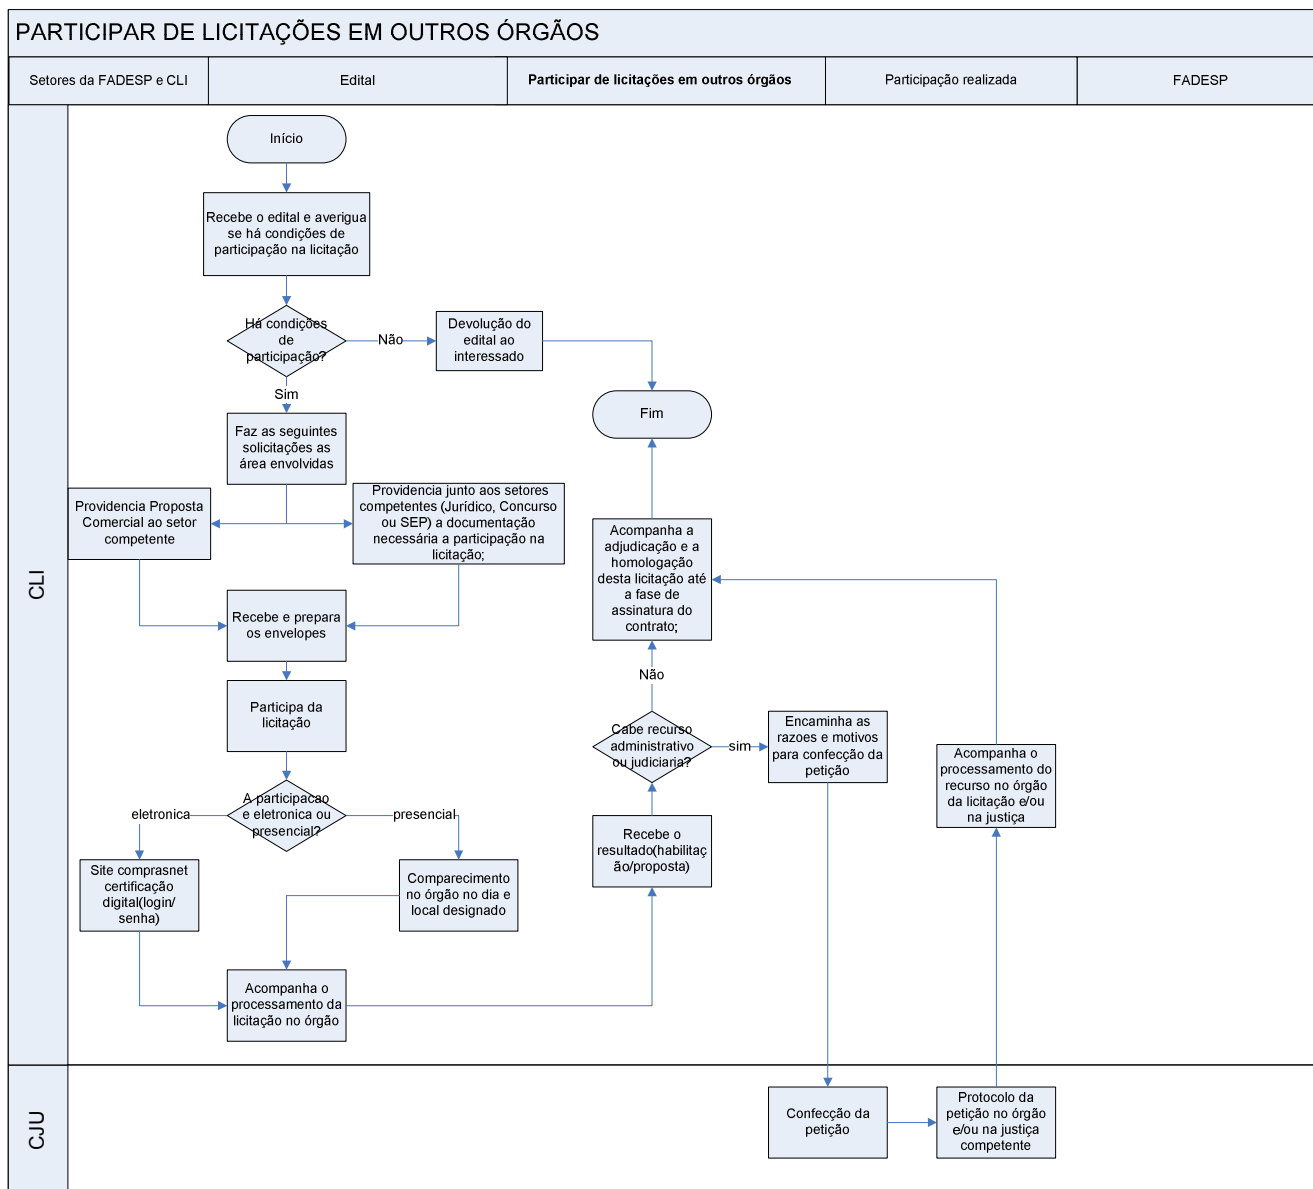 PARTICIPAR DE LICITAÇÕES EM OUTROS ÓRGÃOS
Setores da FADESP e CLI
Edital
Participar de licitações em outros órgãos
Participação realizada
FADESP
CLI
Início
Recebe o edital e averigua
se há condições de
participação na licitação
Há condições
de
participação?
Não
Devolução do
edital ao
interessado
Sim
Fim
Faz as seguintes
solicitações as
área envolvidas
Providencia Proposta
Comercial ao setor
competente
Providencia junto aos setores
competentes (Jurídico, Concurso
ou SEP) a documentação
necessária a participação na
licitação;
Recebe e prepara
os envelopes
Participa da
licitação
A participacao
e eletronica ou
presencial?
eletronica
presencial
Site comprasnet
certificação
digital(login/
senha)
Comparecimento
no órgão no dia e
local designado
Acompanha o
processamento da
licitação no órgão
Recebe o
resultado(habilitaç
ão/proposta)
Cabe recurso
administrativo
ou judiciaria?
Não
sim
Acompanha a
adjudicação e a
homologação
desta licitação até
a fase de
assinatura do
contrato;
Encaminha as
razoes e motivos
para confecção da
petição
Acompanha o
processamento do
recurso no órgão
da licitação e/ou
na justiça
CJU
Confecção da
petição
Protocolo da
petição no órgão
e/ou na justiça
competente